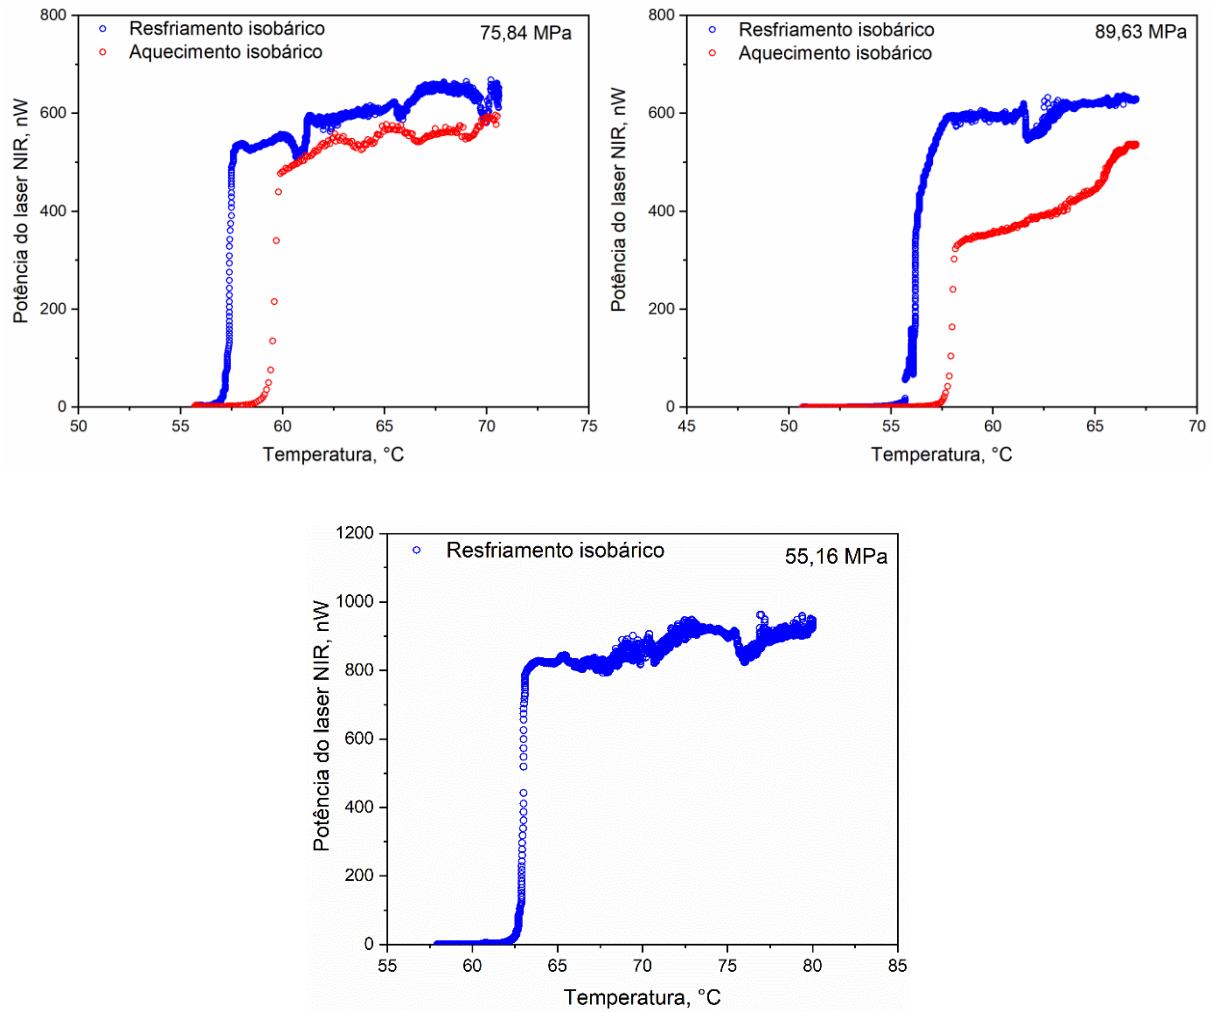 Resfriamento isobárico
Aquecimento isobárico
75,84 MPa
800
600
400
200
0
50
55
60
65
70
75
Potência do laser NIR, nW
Temperatura, °C
Resfriamento isobárico
Aquecimento isobárico
89,63 MPa
800
600
400
200
0
45
50
55
60
65
70
Potência do laser NIR, nW
Temperatura, °C
Resfriamento isobárico
55,16 MPa
1200
1000
800
600
400
200
0
55
60
65
70
75
80
85
Potência do laser NIR, nW
Temperatura, °C